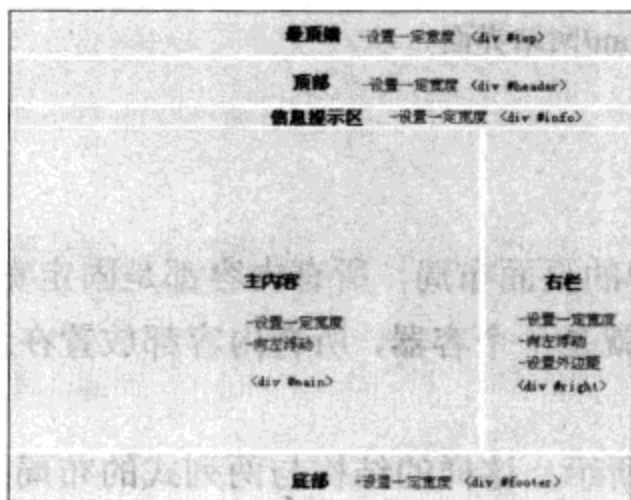 最顶端 -设置一定宽度 <div #top>
顶部 -设置一定宽度 <div #header>
信息提示区 -设置一定宽度 <div #info>
主内容
-设置一定宽度
-向左浮动
<div #main>
右栏
-设置一定宽度
-向左浮动
-设置外边距
<div #right>
底部 -设置一定宽度 <div #footer>